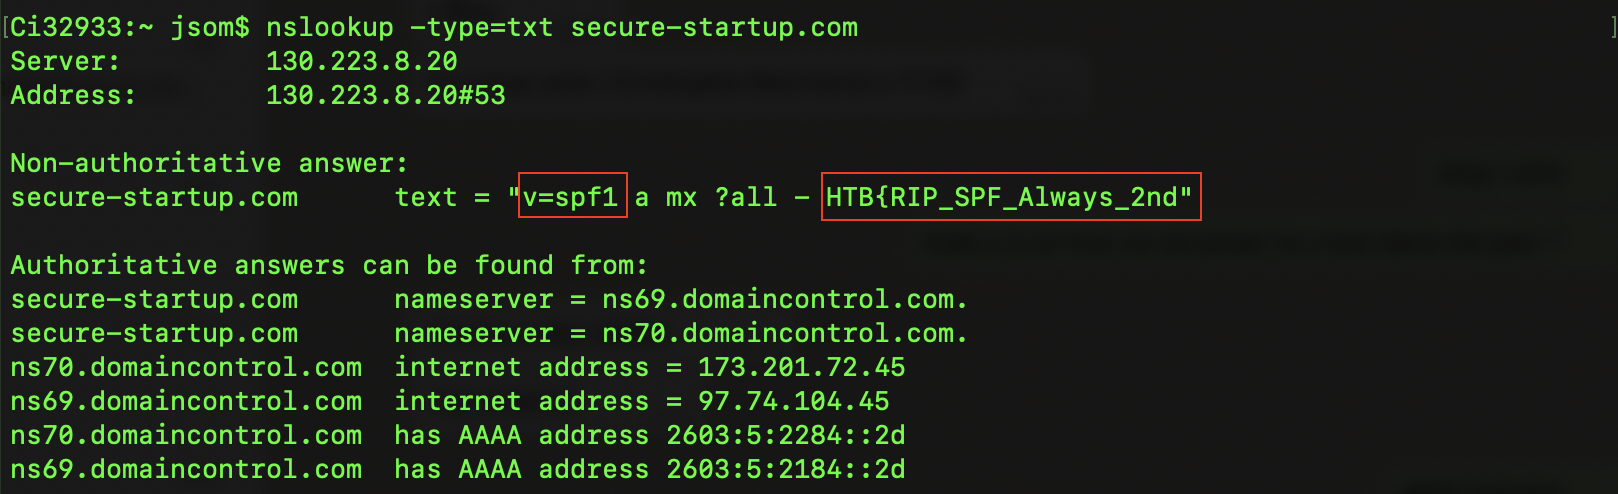 [Ci32933:~ jsom$ nslookup -type=txt secure-startup.com ]
Server: 130.223.8.20
Address: 130.223.8.20#53
Non-authoritative answer:
secure-startup.com text = "v=spf1 a mx ?all - HTB{RIP_SPF_Always_2nd"
Authoritative answers can be found from:
secure-startup.com nameserver = ns69.domaincontrol.com.
secure-startup.com nameserver = ns70.domaincontrol.com.
ns70.domaincontrol.com internet address = 173.201.72.45
ns69.domaincontrol.com internet address = 97.74.104.45
ns70.domaincontrol.com has AAAA address 2603:5:2284::2d
ns69.domaincontrol.com has AAAA address 2603:5:2184::2d